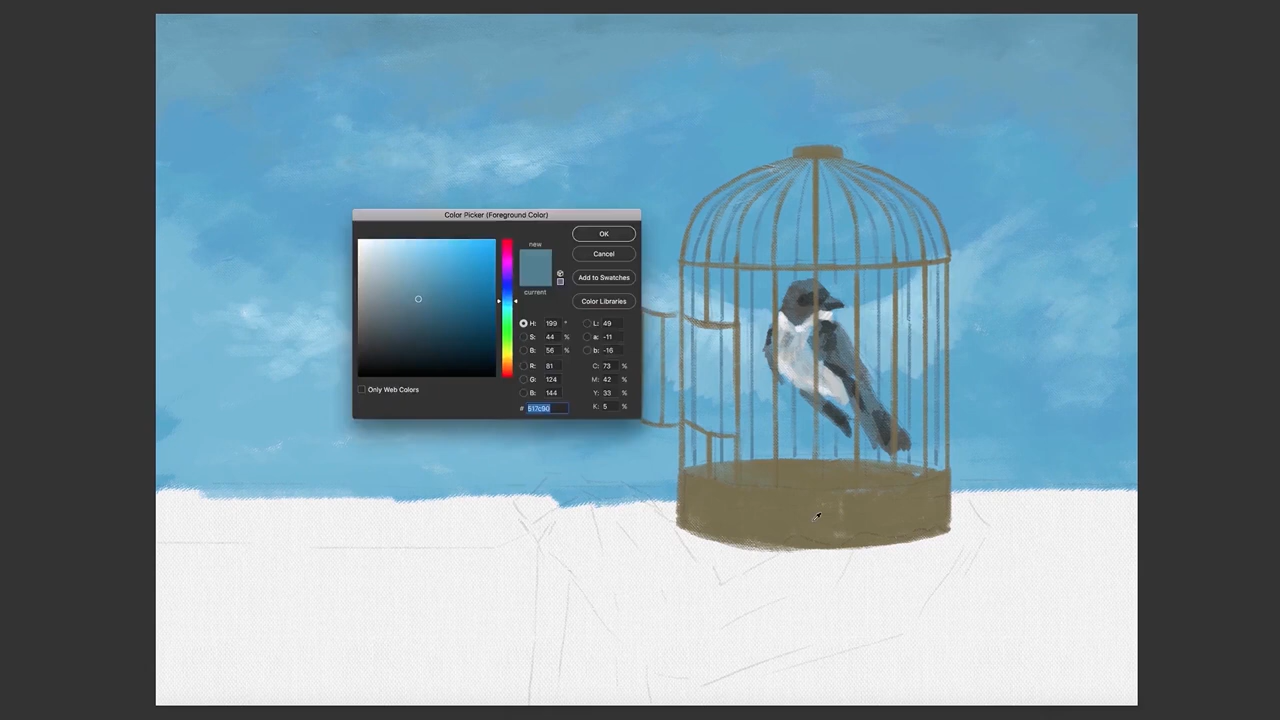 Color Picker (Foreground Color)
new
current
OK
Cancel
Add to Swatches
Color Libraries
H: 199 °
S: 44 %
B: 56 %
R: 81
G: 124
B: 144
# 517c90
L: 49
a: -11
b: -16
C: 73 %
M: 42 %
Y: 33 %
K: 5 %
Only Web Colors